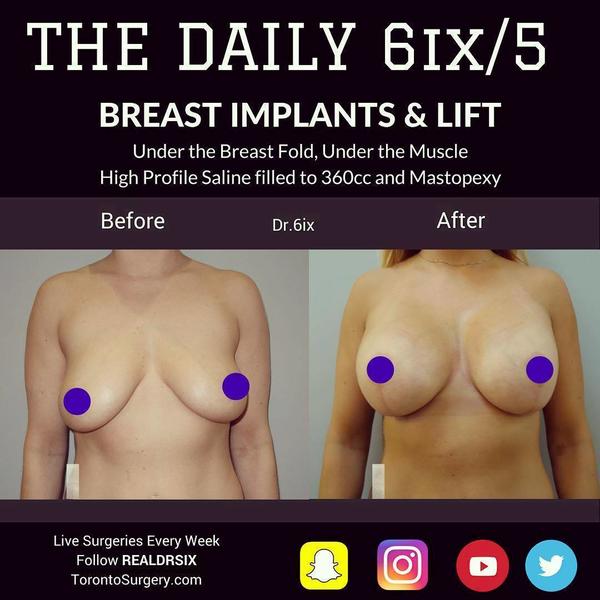 THE DAILY 6IX/5
BREAST IMPLANTS & LIFT
Under the Breast Fold, Under the Muscle
High Profile Saline filled to 360cc and Mastopexy
Before
Dr.6ix
After
Live Surgeries Every Week
Follow REALDRSIX
TorontoSurgery.com